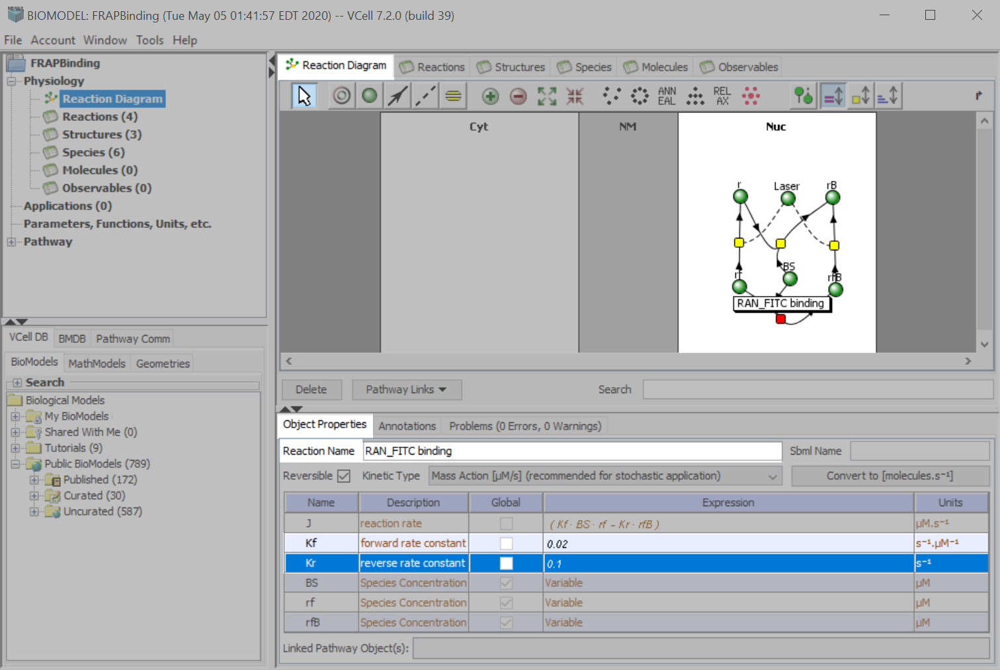 BIOMODEL: FRAPBinding (Tue May 05 01:41:57 EDT 2020) -- VCell 7.2.0 (build 39)
File Account Window Tools Help
FRAPBinding
Physiology
Reaction Diagram
Reactions (4)
Structures (3)
Species (6)
Molecules (0)
Observables (0)
Applications (0)
Parameters, Functions, Units, etc.
Pathway
VCell DB BMDB Pathway Comm
BioModels MathModels Geometries
Search
Biological Models
My BioModels
Shared With Me (0)
Tutorials (9)
Public BioModels (789)
Published (172)
Curated (30)
Uncurated (587)
Reaction Diagram Reactions Structures Species Molecules Observables
ANN EAL REL AX
Cyt NM Nuc
r Laser rB
BS
rf rfB
RAN_FITC binding
Delete Pathway Links Search
Object Properties Annotations Problems (0 Errors, 0 Warnings)
Reaction Name RAN_FITC binding Sbml Name
Reversible Kinetic Type Mass Action [µM/s] (recommended for stochastic application) Convert to [molecules.s⁻¹]
Name Description Global Expression Units
J reaction rate ( Kf · BS · rf - Kr · rfB ) µM.s⁻¹
Kf forward rate constant 0.02 s⁻¹.µM⁻¹
Kr reverse rate constant 0.1 s⁻¹
BS Species Concentration Variable µM
rf Species Concentration Variable µM
rfB Species Concentration Variable µM
Linked Pathway Object(s):